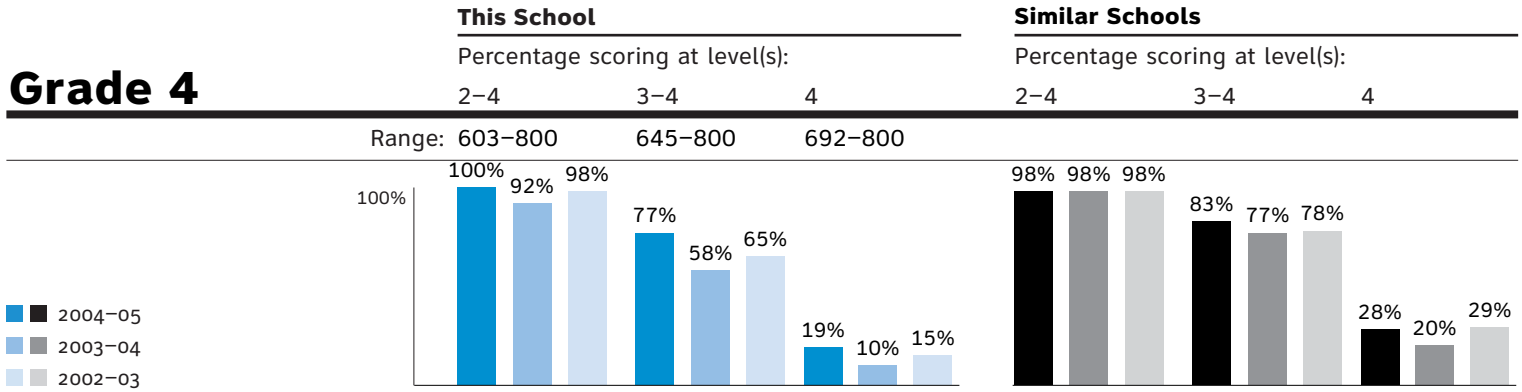 This School Similar Schools
Percentage scoring at level(s): Percentage scoring at level(s):
Grade 4
2–4 3–4 4 2–4 3–4 4
Range: 603–800 645–800 692–800
100% 92% 98% 77% 58% 65% 19% 10% 15% 98% 98% 98% 83% 77% 78% 28% 20% 29%
100%
2004–05
2003–04
2002–03